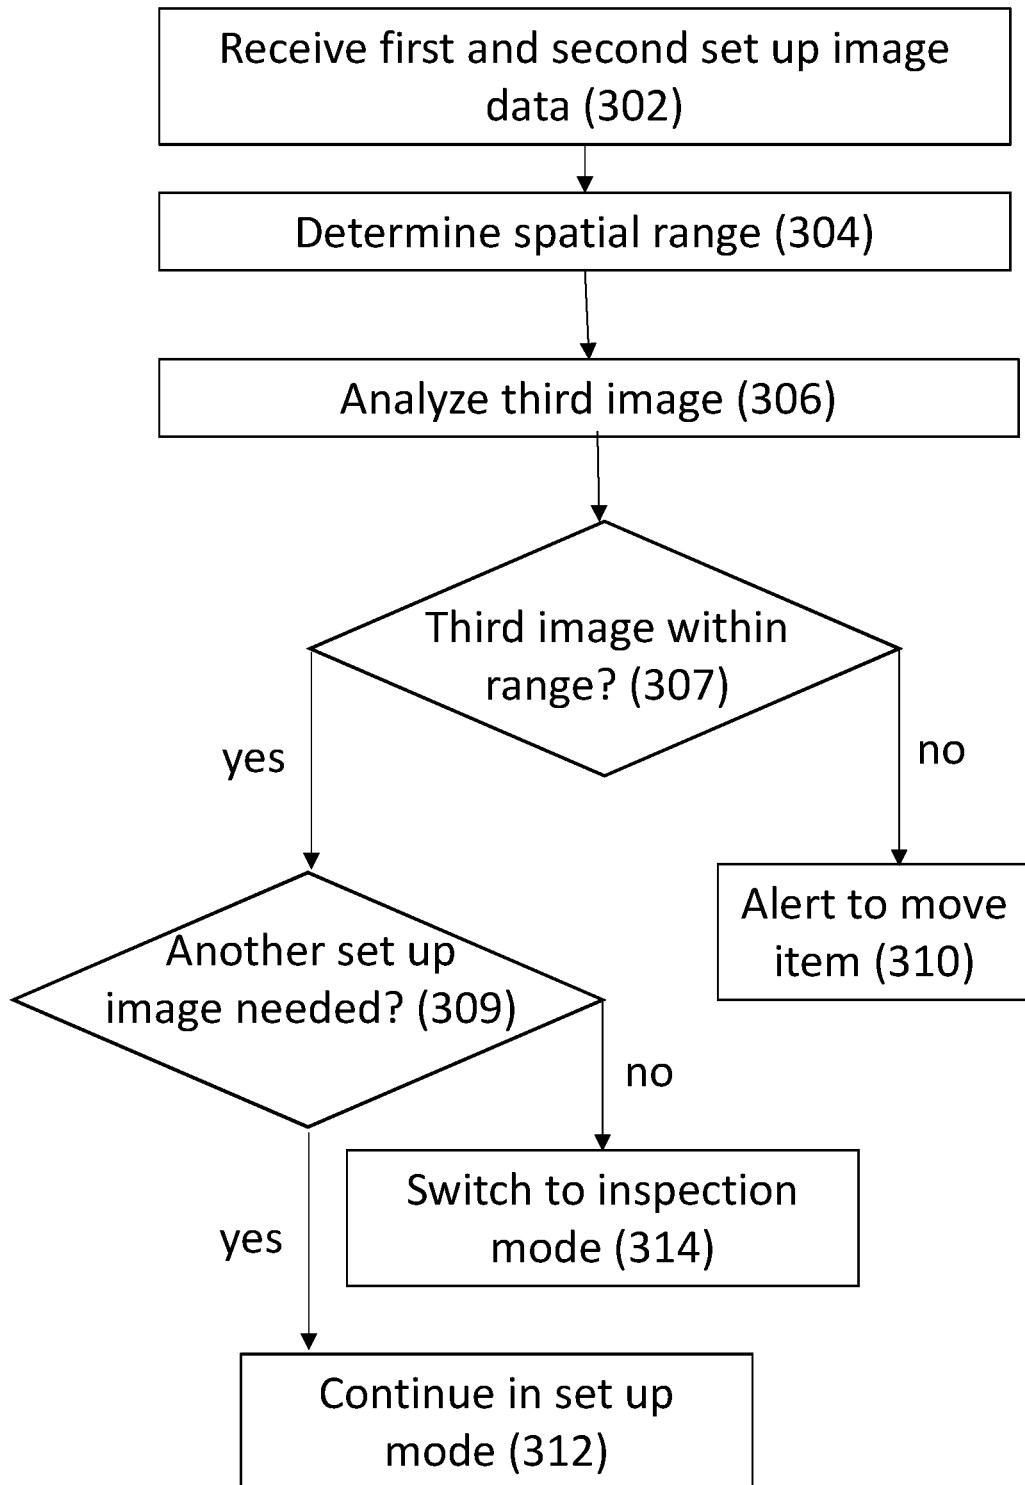 Receive first and second set up image
data (302)
Determine spatial range (304)
Analyze third image (306)
Third image within
range? (307)
yes
no
Alert to move
item (310)
Another set up
image needed? (309)
no
Switch to inspection
mode (314)
yes
Continue in set up
mode (312)